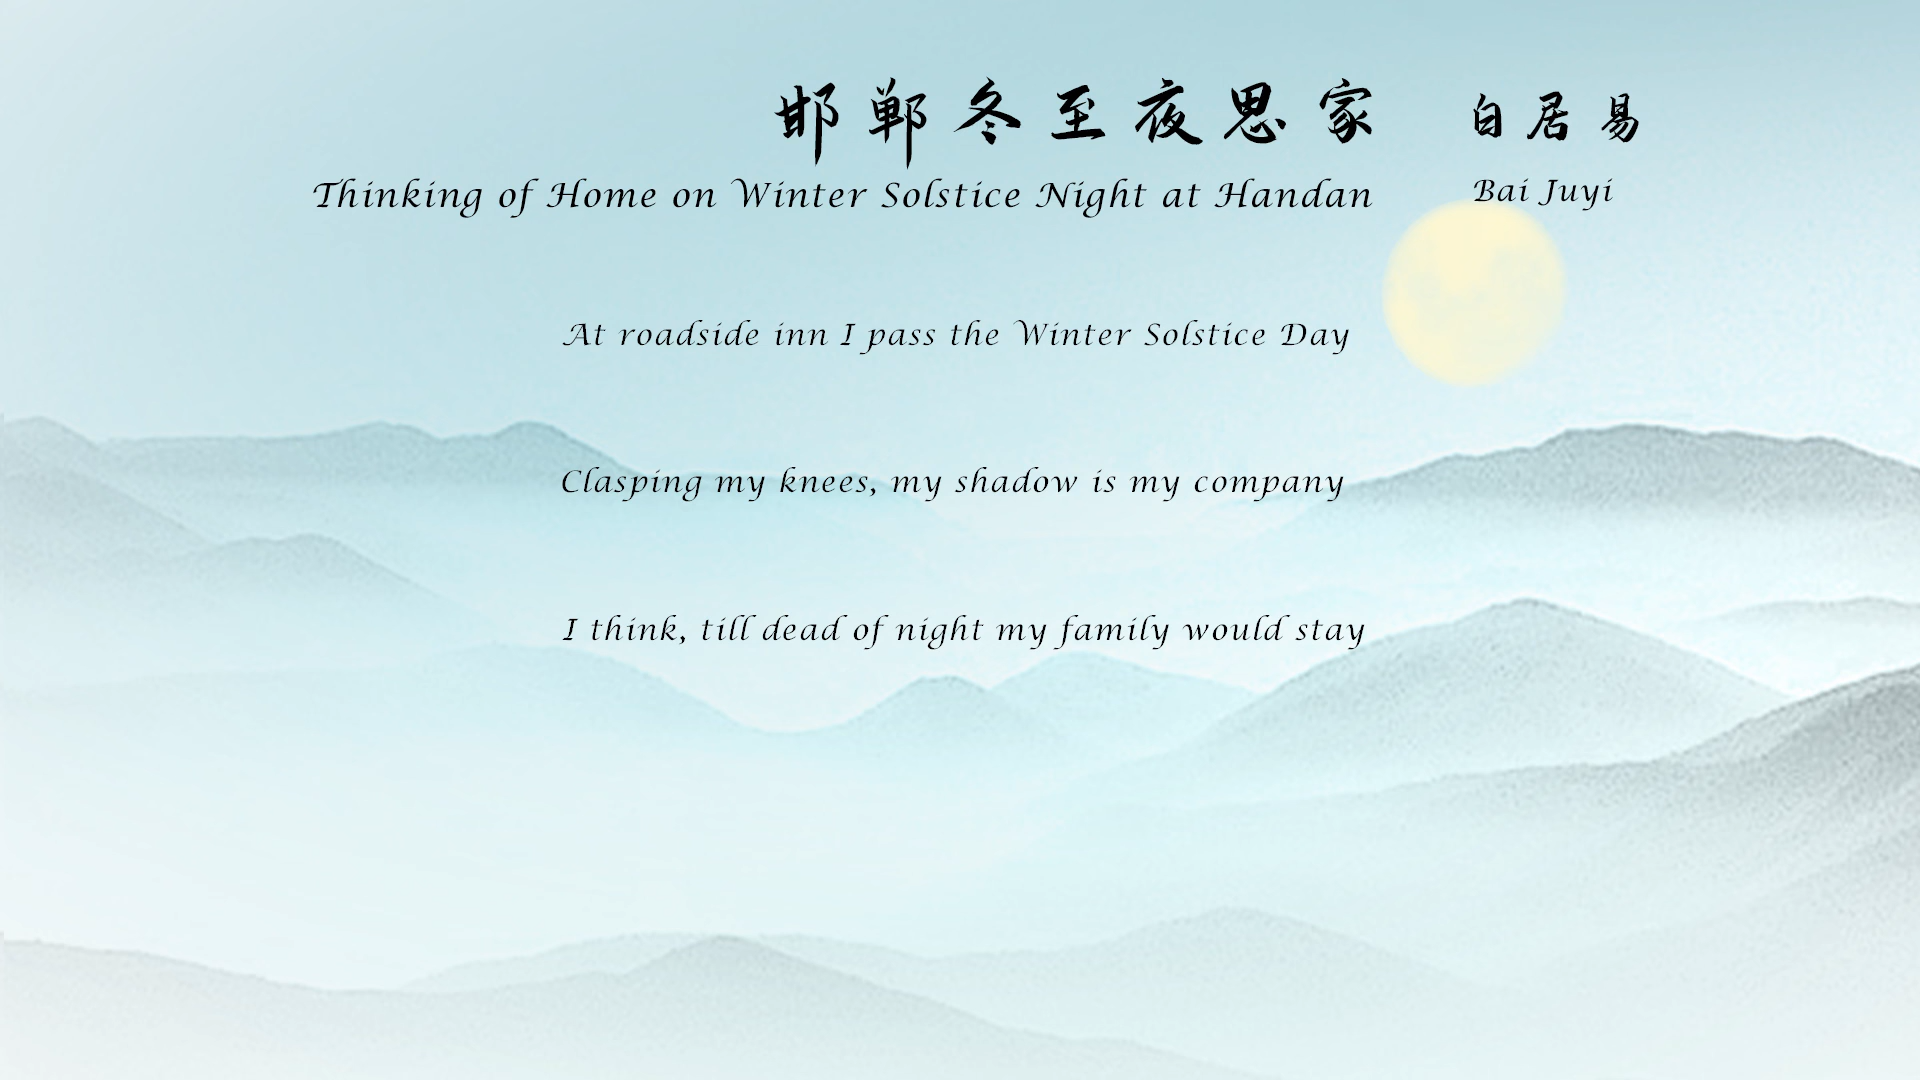 邯郸冬至夜思家 白居易
Thinking of Home on Winter Solstice Night at Handan Bai Juyi
At roadside inn I pass the Winter Solstice Day
Clasping my knees, my shadow is my company
I think, till dead of night my family would stay